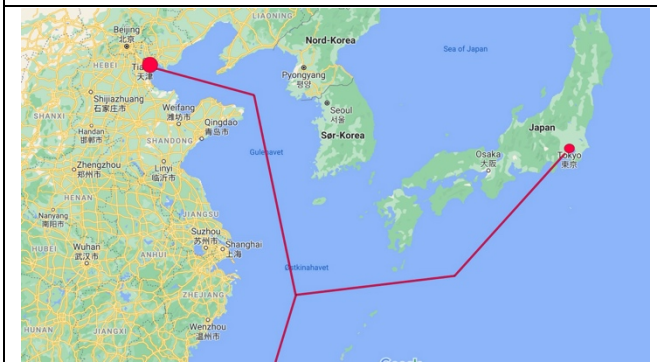 LIAONING
Beijing
北京
Nord-Korea
Sea of Japan
HEBEI
Tia
天津
Pyongyang
평양
Shijiazhuang
石家庄市
Seoul
서울
SHANXI
Weifang
潍坊市
Qingdao
青岛市
Sør-Korea
Japan
Handan
邯郸市
SHANDONG
Gulehavet
Osaka
大阪
Tokyo
東京
Zhengzhou
郑州市
Linyi
临沂市
HENAN
Nanyang
南阳市
JIANGSU
Suzhou
苏州市
Shanghai
上海
HUBEI
Wuhan
武汉市
ANHUI
Østkinahavet
ZHEJIANG
HUNAN
JIANGXI
Wenzhou
温州市
Google